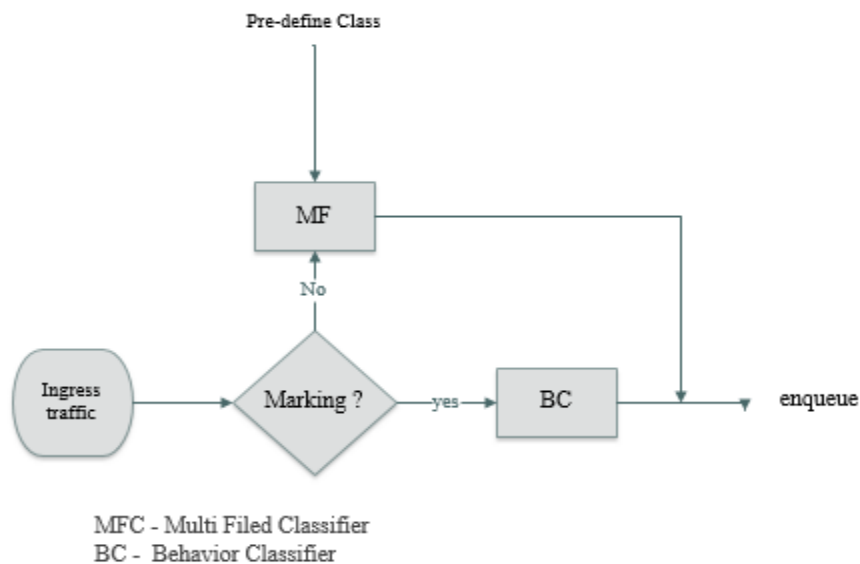 Pre-define Class
MF
No
Ingress
traffic
Marking ?
yes
BC
enqueue
MFC - Multi Filed Classifier
BC - Behavior Classifier